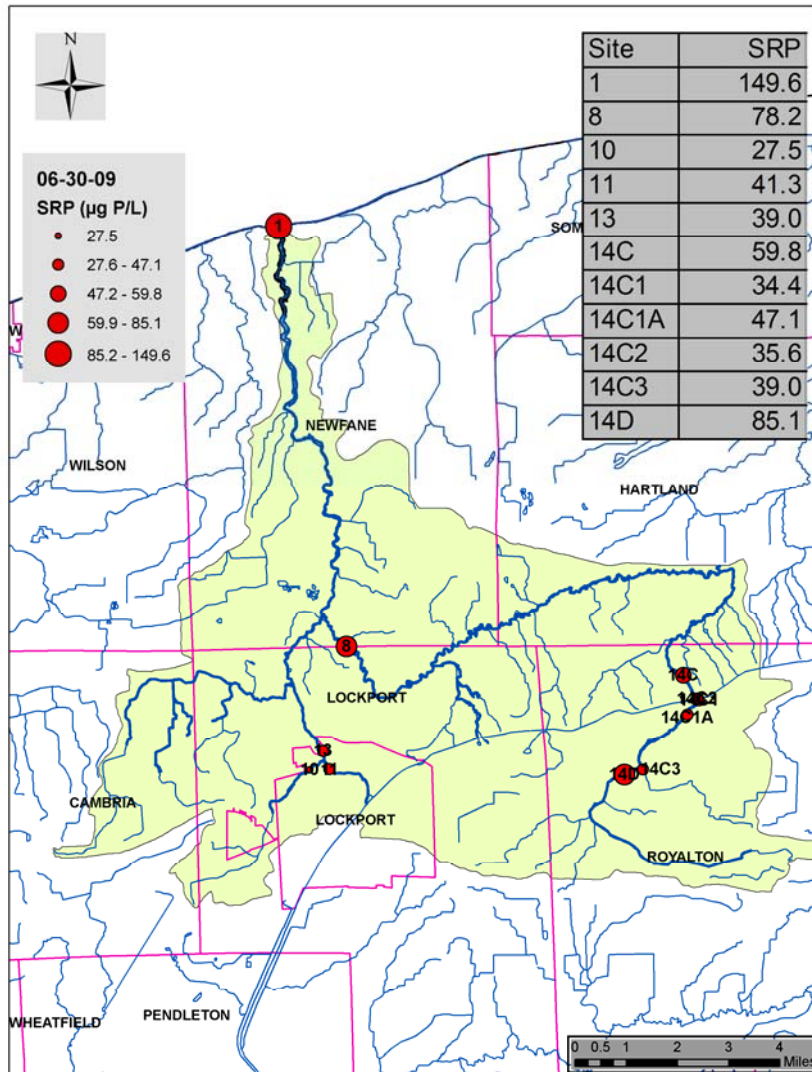 N
06-30-09
SRP (µg P/L)
27.5
27.6 - 47.1
47.2 - 59.8
59.9 - 85.1
85.2 - 149.6
Site SRP
1 149.6
8 78.2
10 27.5
11 41.3
13 39.0
14C 59.8
14C1 34.4
14C1A 47.1
14C2 35.6
14C3 39.0
14D 85.1
1
SOM
W
NEWFANE
WILSON
HARTLAND
8
14C
LOCKPORT
14C1A
13
10 11
14D 14C3
CAMBRIA
LOCKPORT
ROYALTON
WHEATFIELD
PENDLETON
0 0.5 1 2 3 4
Miles